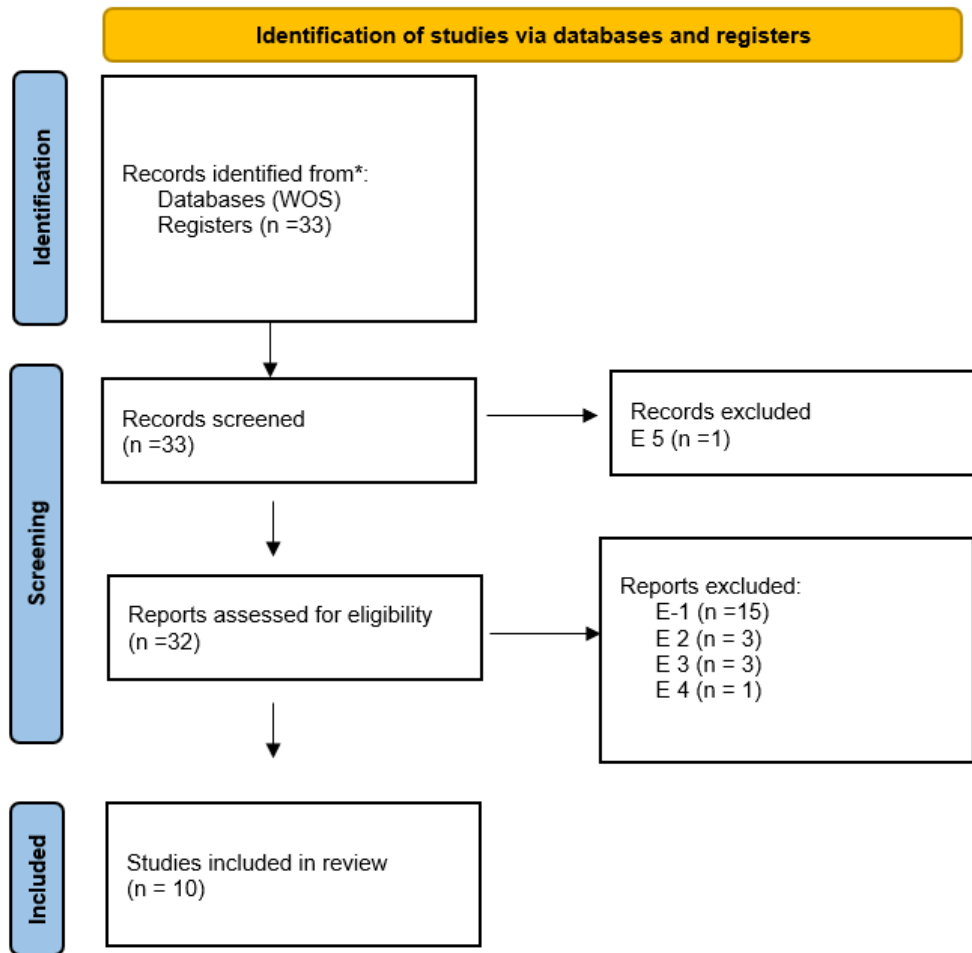 Identification of studies via databases and registers
Identification
Records identified from*:
Databases (WOS)
Registers (n =33)
Screening
Records screened
(n =33)
Records excluded
E 5 (n =1)
Reports assessed for eligibility
(n =32)
Reports excluded:
E-1 (n =15)
E 2 (n = 3)
E 3 (n = 3)
E 4 (n = 1)
Included
Studies included in review
(n = 10)